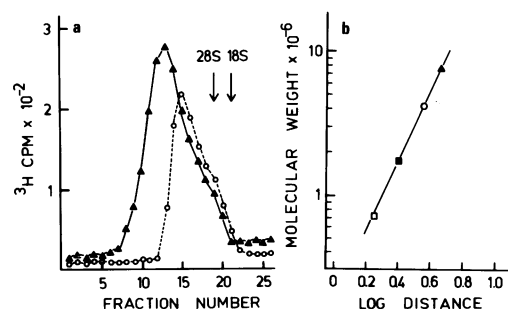 a
3
2
1
³H CPM × 10⁻²
28S 18S
5 10 15 20 25
FRACTION NUMBER
b
10
1
MOLECULAR WEIGHT × 10⁻⁶
0 0.2 0.4 0.6 0.8 1.0
LOG DISTANCE